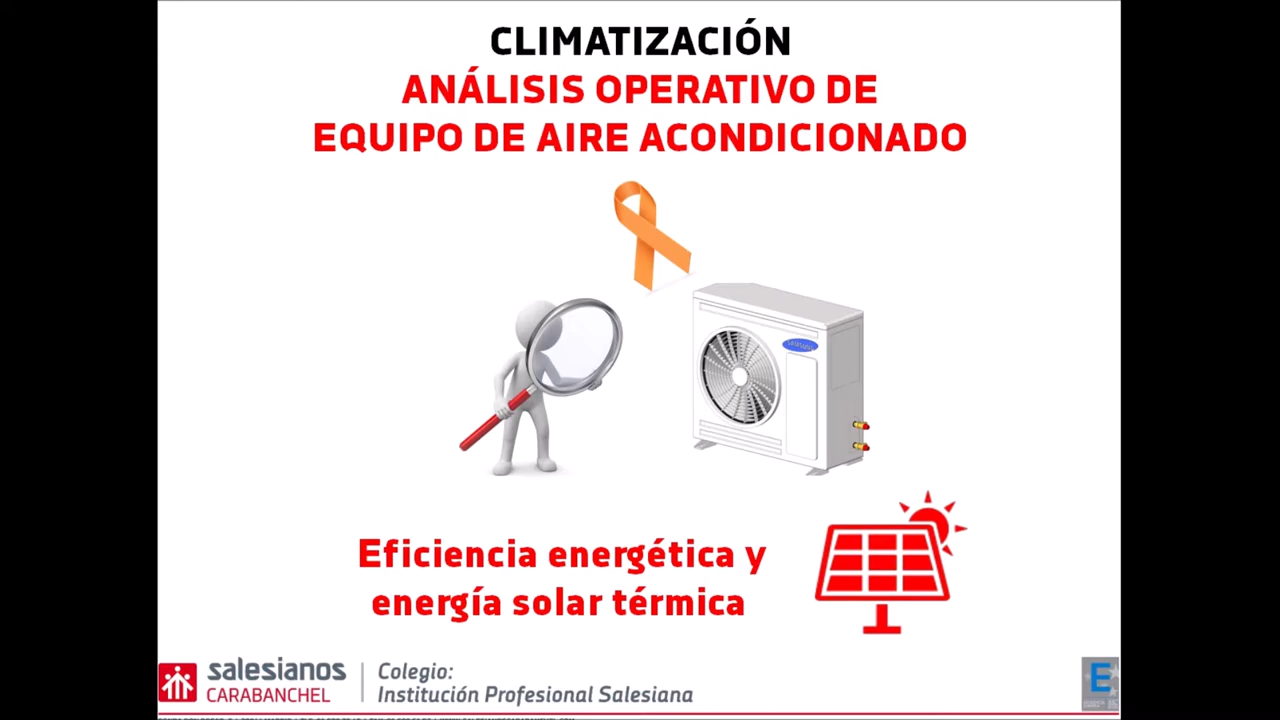 CLIMATIZACIÓN
ANÁLISIS OPERATIVO DE
EQUIPO DE AIRE ACONDICIONADO
SALESIANO
Eficiencia energética y
energía solar térmica
salesianos
CARABANCHEL
Colegio:
Institución Profesional Salesiana
E